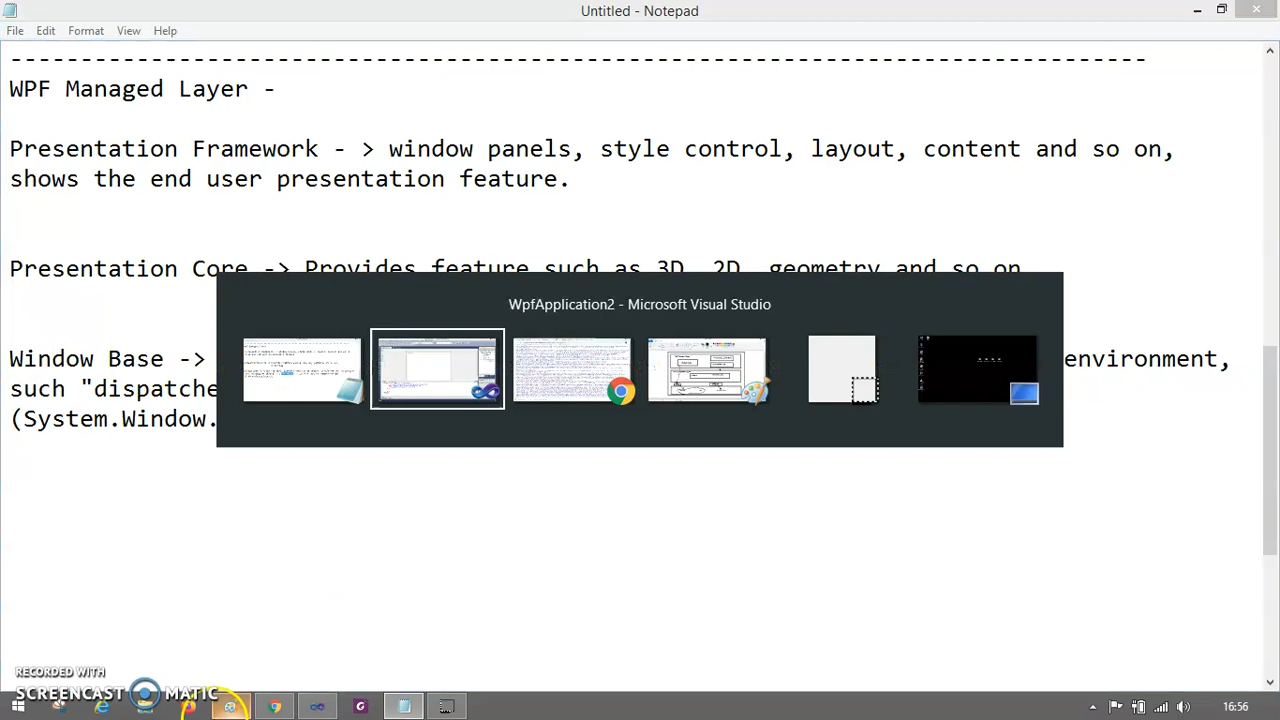 Untitled - Notepad
File Edit Format View Help
--------------------------------------------------------------------------------
WPF Managed Layer -
Presentation Framework - > window panels, style control, layout, content and so on,
shows the end user presentation feature.
Presentation Core -> Provides feature such as 3D, 2D, geometry and so on
WpfApplication2 - Microsoft Visual Studio
Window Base -> environment,
such "dispatche
(System.Window.
RECORDED WITH
SCREENCAST MATIC
16:56